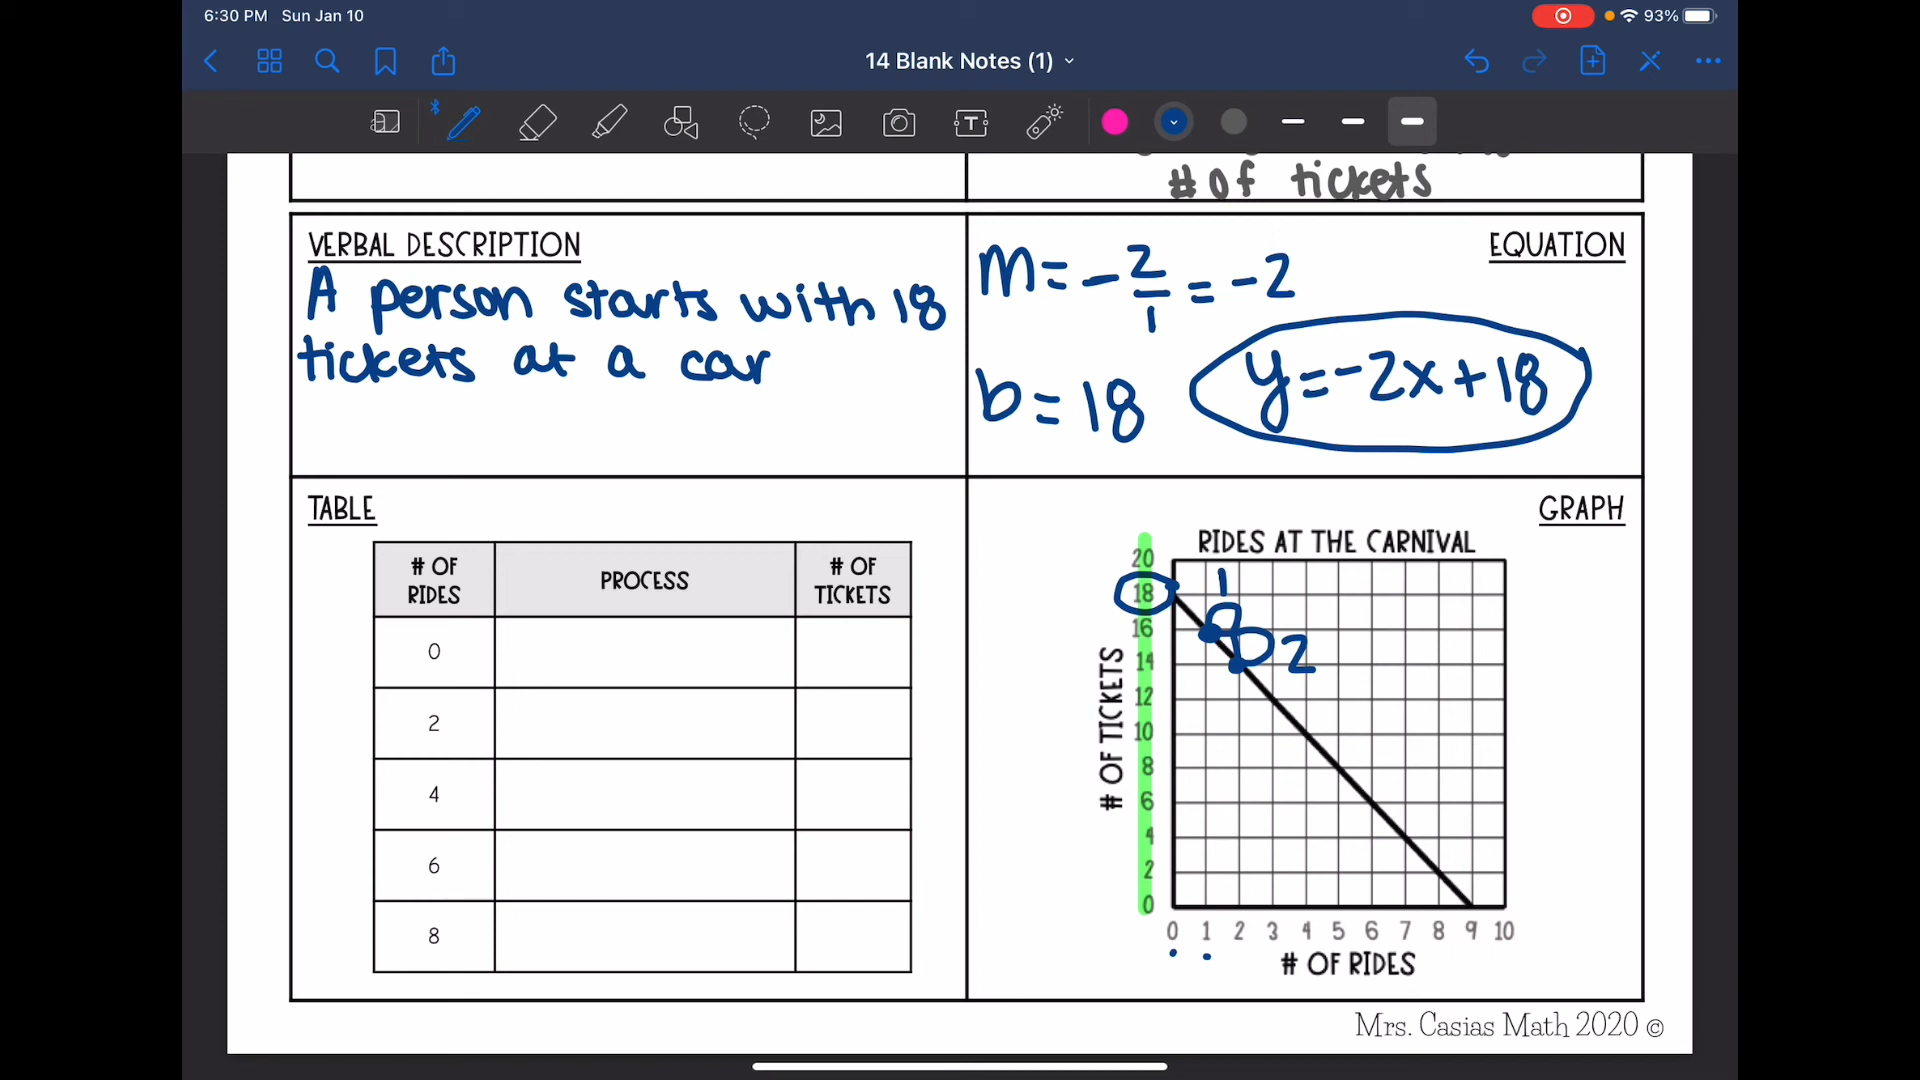 6:30 PM Sun Jan 10
93%
14 Blank Notes (1)
T
# of tickets
VERBAL DESCRIPTION
A person starts with 18
tickets at a car
EQUATION
m = - 2/1 = -2
b = 18
y = -2x + 18
TABLE
# OF RIDES PROCESS # OF TICKETS
0
2
4
6
8
GRAPH
RIDES AT THE CARNIVAL
20
18
16
14
12
10
8
6
4
2
0
1
2
# OF TICKETS
0 1 2 3 4 5 6 7 8 9 10
# OF RIDES
Mrs. Casias Math 2020 ©